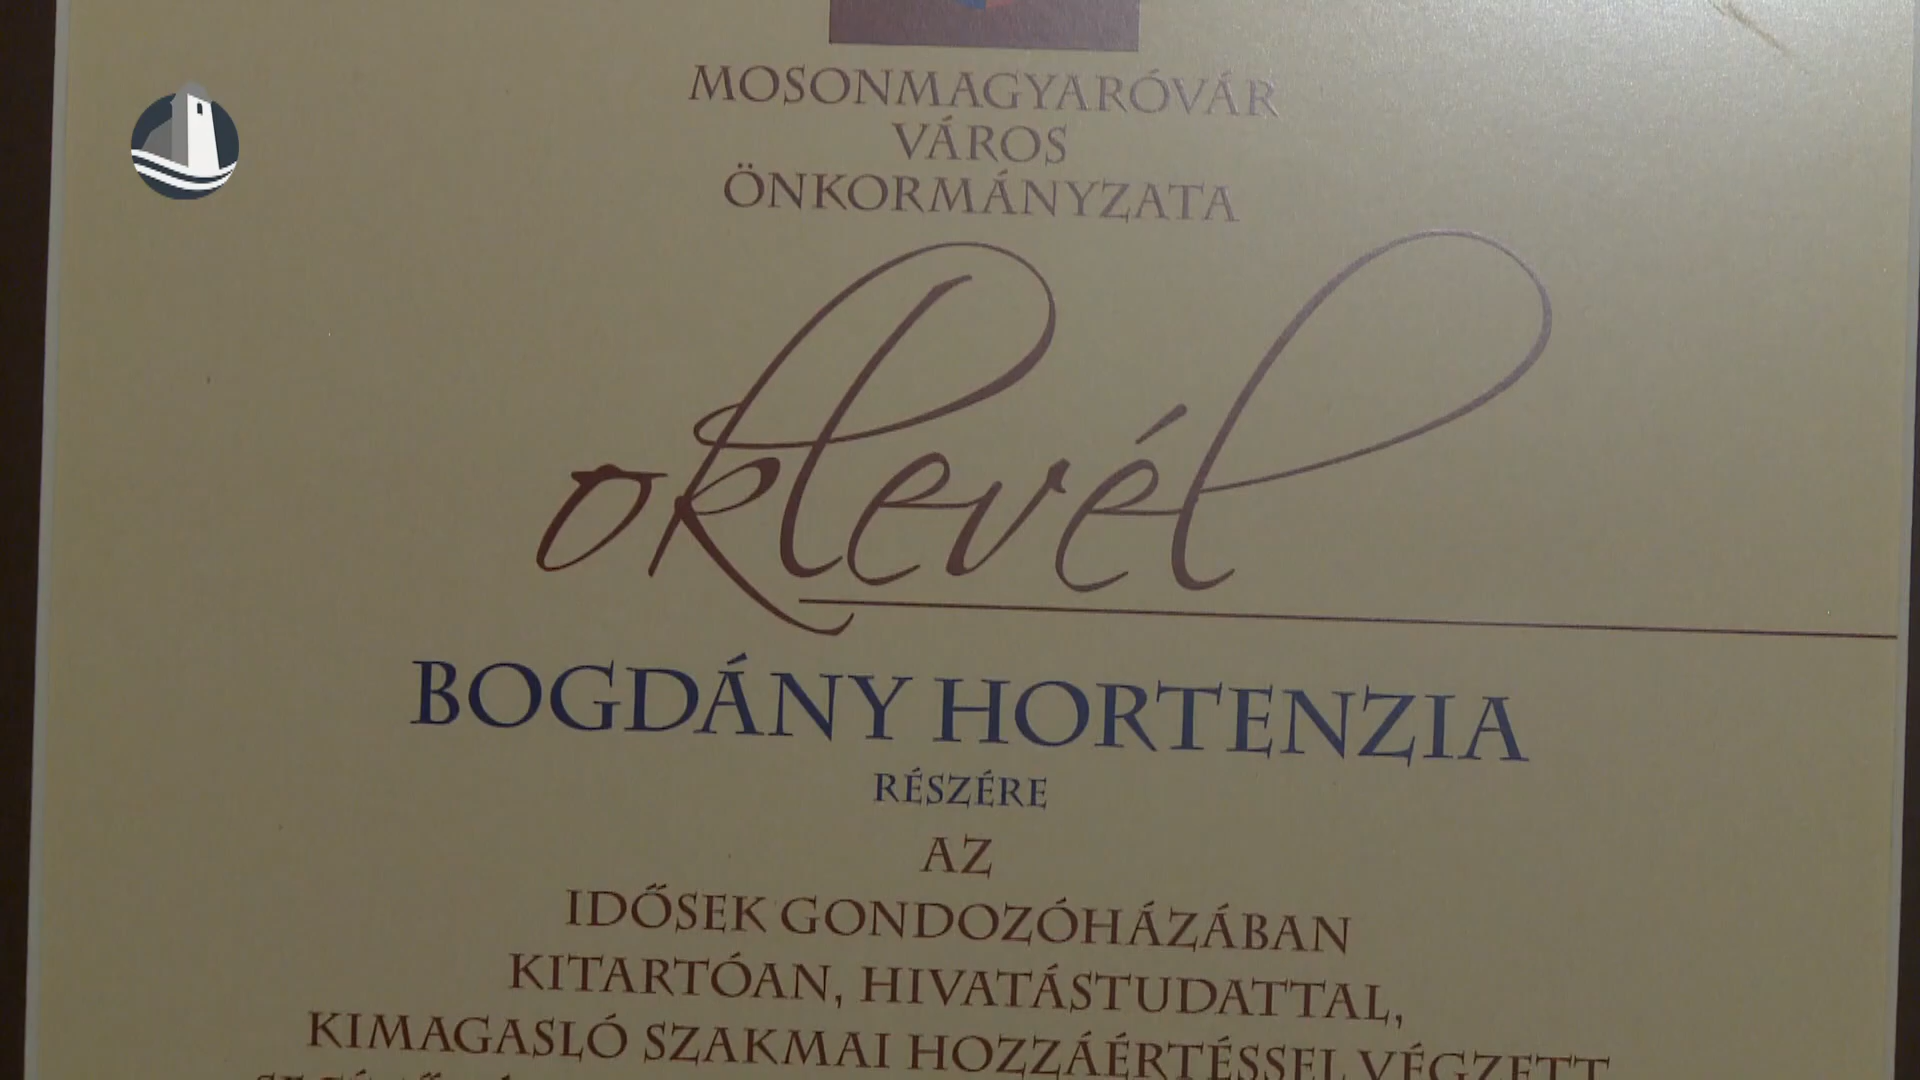 MOSONMAGYARÓVÁR
VÁROS
ÖNKORMÁNYZATA
oklevél
BOGDÁNY HORTENZIA
RÉSZÉRE
AZ
IDŐSEK GONDOZÓHÁZÁBAN
KITARTÓAN, HIVATÁSTUDATTAL,
KIMAGASLÓ SZAKMAI HOZZÁÉRTÉSSEL VÉGZETT